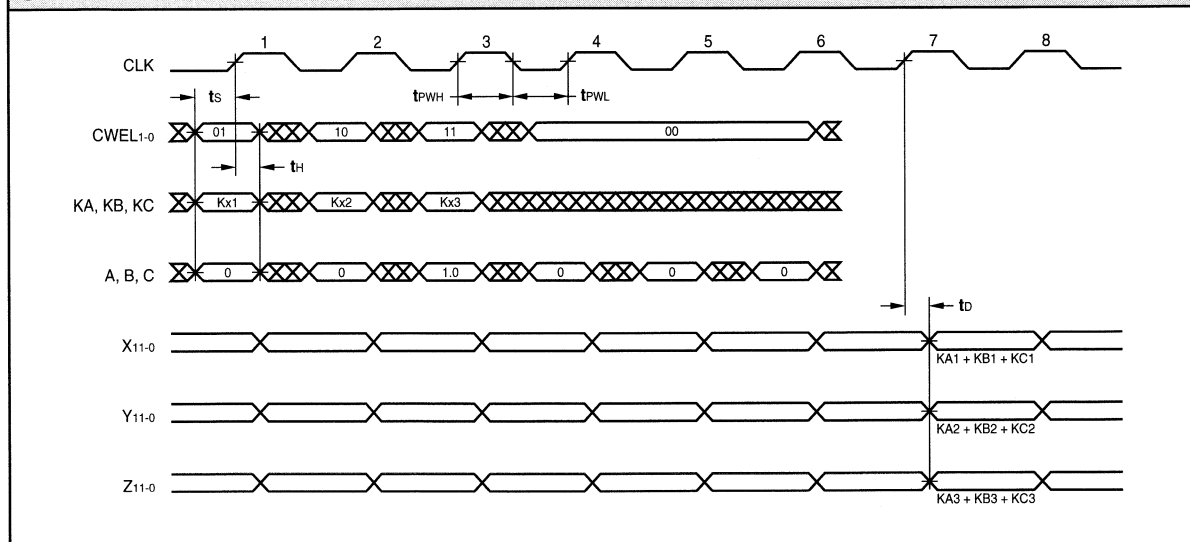 1 2 3 4 5 6 7 8
CLK
tS tPWH tPWL
CWEL1-0 01 10 11 00
tH
KA, KB, KC Kx1 Kx2 Kx3
A, B, C 0 0 1.0 0 0 0
tD
X11-0
KA1 + KB1 + KC1
Y11-0
KA2 + KB2 + KC2
Z11-0
KA3 + KB3 + KC3